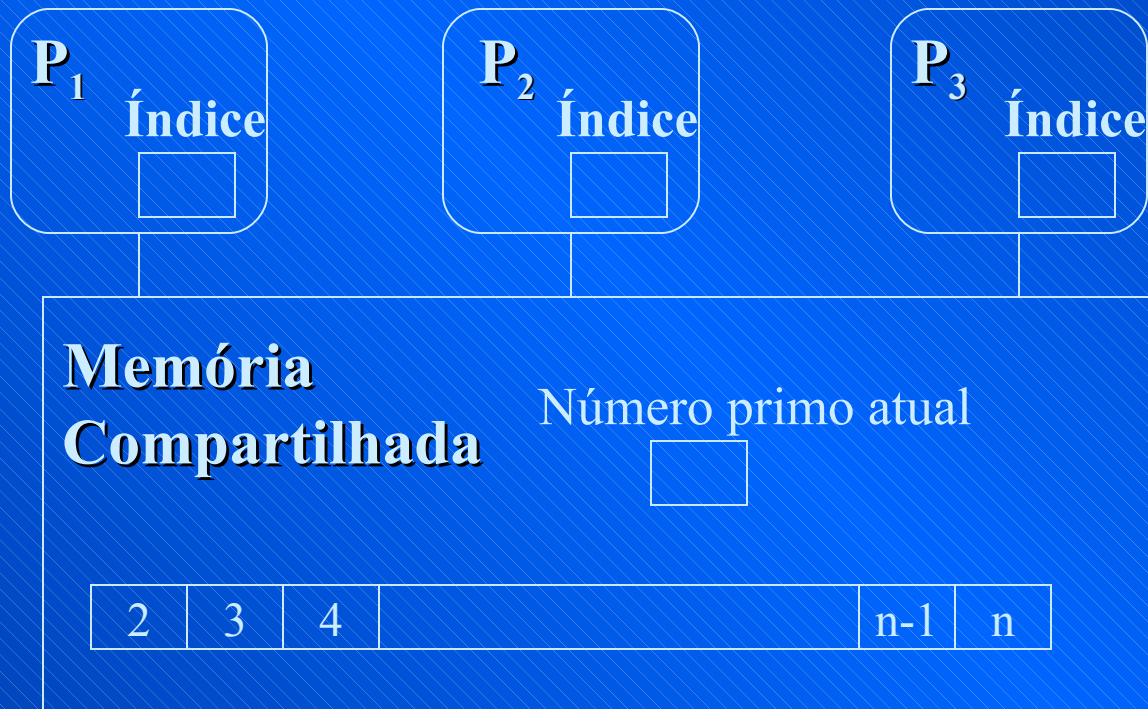 P1
Índice
P2
Índice
P3
Índice
Memória
Compartilhada
Número primo atual
2 3 4 n-1 n